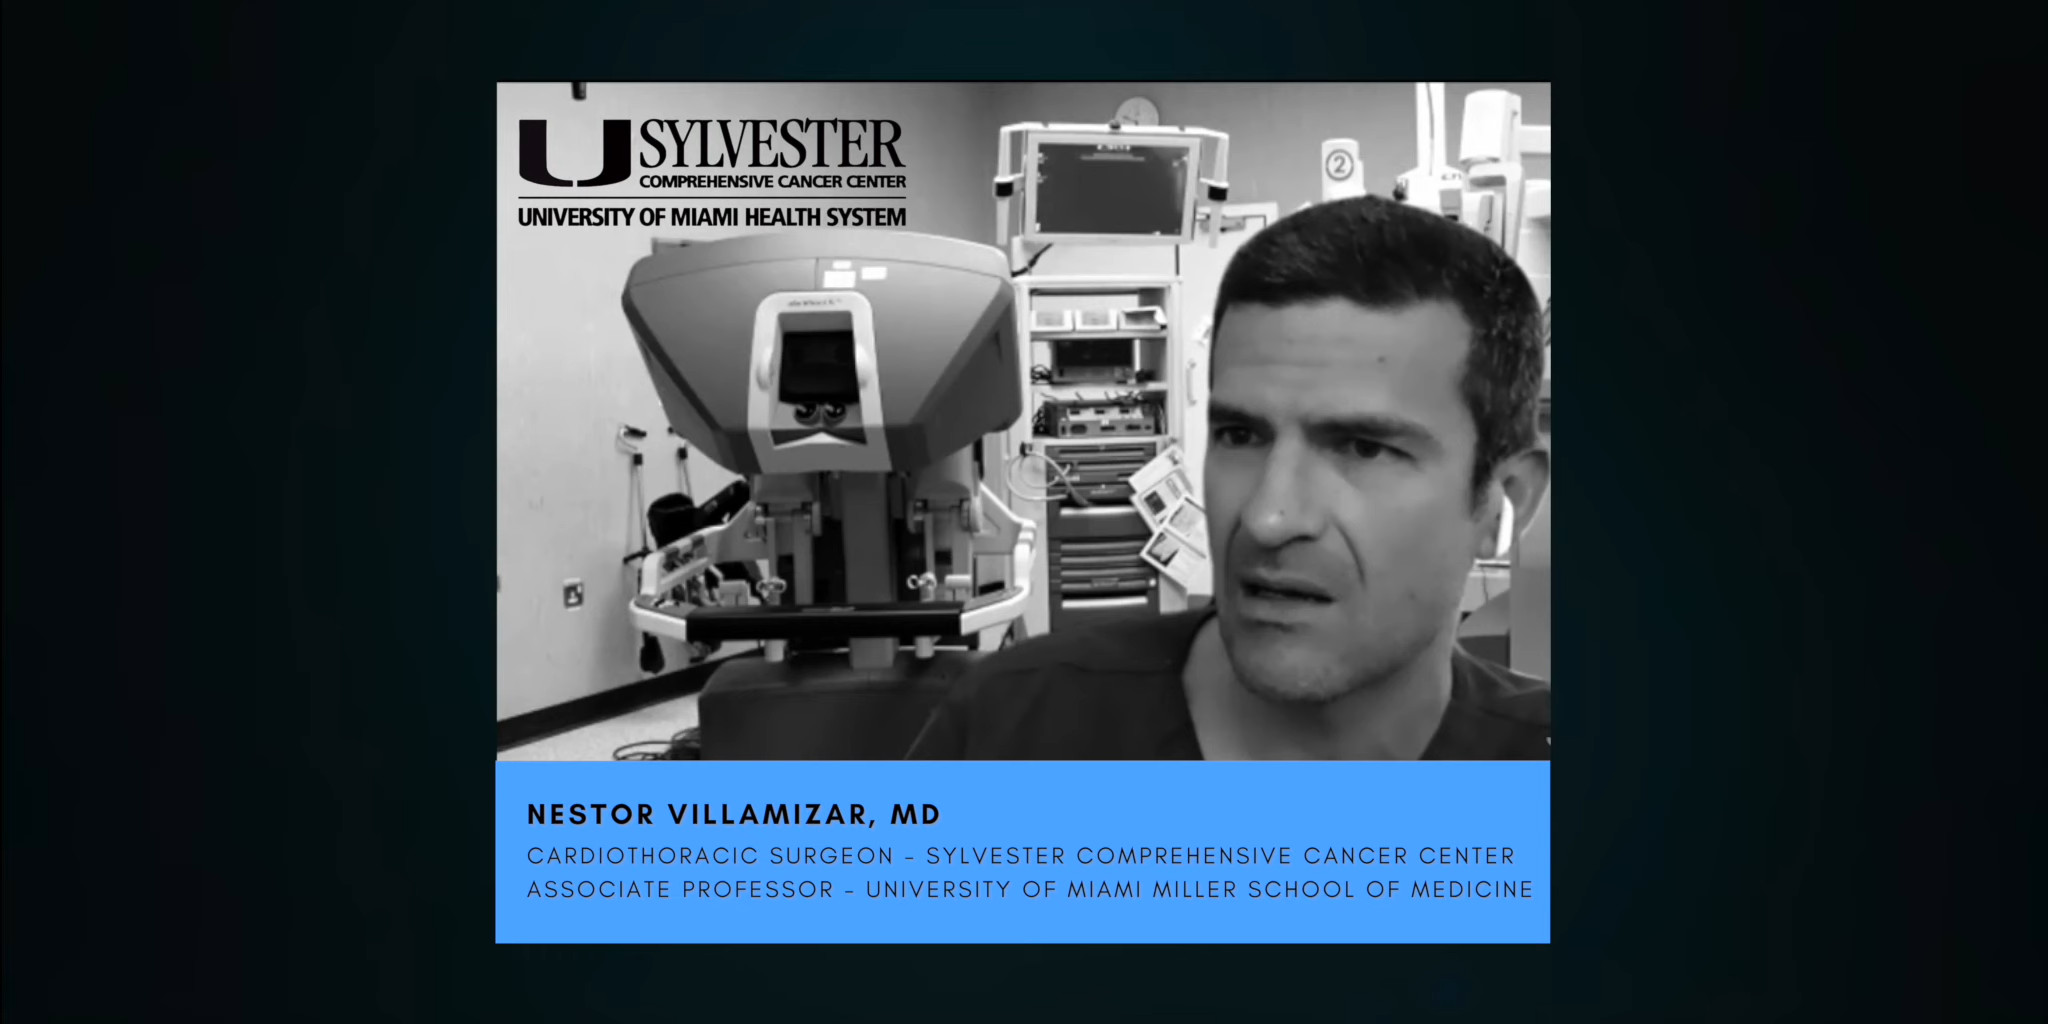 SYLVESTER
COMPREHENSIVE CANCER CENTER
UNIVERSITY OF MIAMI HEALTH SYSTEM
2
NESTOR VILLAMIZAR, MD
CARDIOTHORACIC SURGEON – SYLVESTER COMPREHENSIVE CANCER CENTER
ASSOCIATE PROFESSOR – UNIVERSITY OF MIAMI MILLER SCHOOL OF MEDICINE